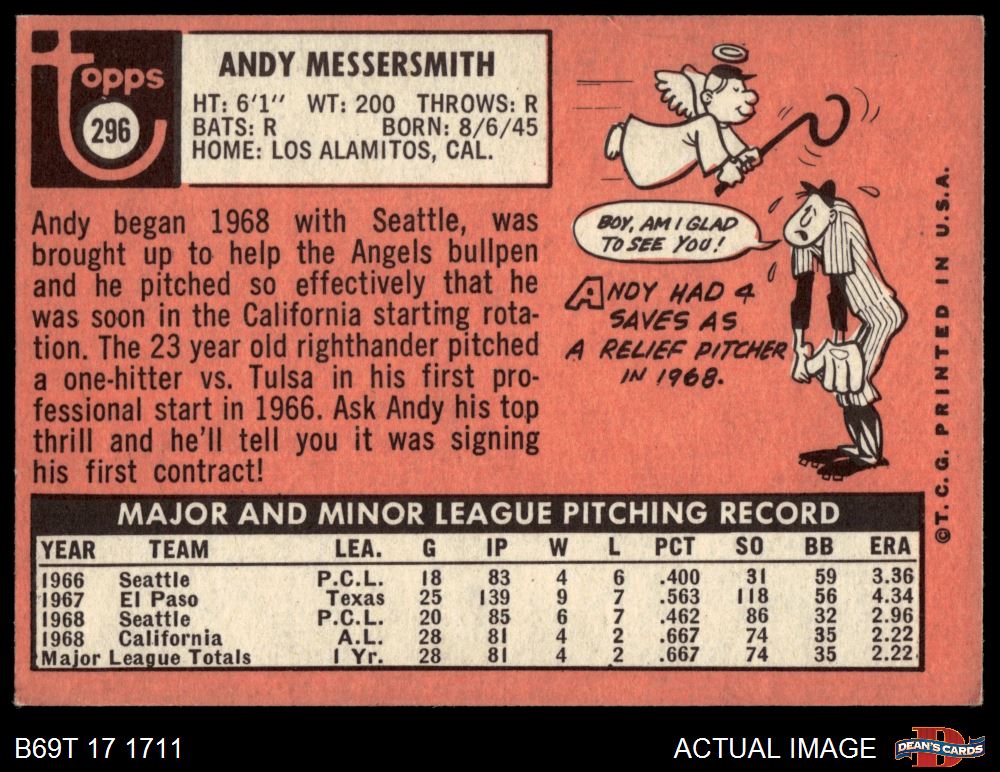 Topps
296
ANDY MESSERSMITH
HT: 6'1" WT: 200 THROWS: R
BATS: R BORN: 8/6/45
HOME: LOS ALAMITOS, CAL.
Andy began 1968 with Seattle, was
brought up to help the Angels bullpen
and he pitched so effectively that he
was soon in the California starting rota-
tion. The 23 year old righthander pitched
a one-hitter vs. Tulsa in his first pro-
fessional start in 1966. Ask Andy his top
thrill and he'll tell you it was signing
his first contract!
BOY, AM I GLAD
TO SEE YOU!
ANDY HAD 4
SAVES AS
A RELIEF PITCHER
IN 1968.
©T.C.G. PRINTED IN U.S.A.
MAJOR AND MINOR LEAGUE PITCHING RECORD
YEAR TEAM LEA. G IP W L PCT SO BB ERA
1966 Seattle P.C.L. 18 83 4 6 .400 31 59 3.36
1967 El Paso Texas 25 139 9 7 .563 118 56 4.34
1968 Seattle P.C.L. 20 85 6 7 .462 86 32 2.96
1968 California A.L. 28 81 4 2 .667 74 35 2.22
Major League Totals 1 Yr. 28 81 4 2 .667 74 35 2.22
B69T 17 1711
ACTUAL IMAGE
D
DEAN'S CARDS